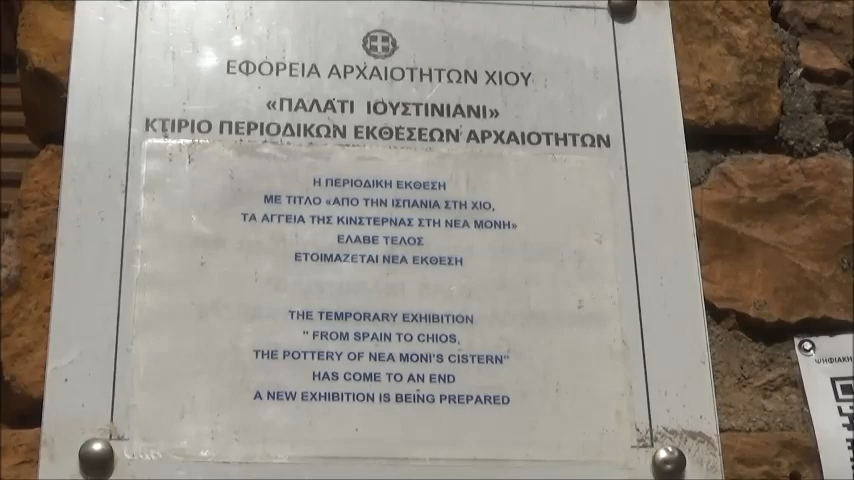 ΕΦΟΡΕΙΑ ΑΡΧΑΙΟΤΗΤΩΝ ΧΙΟΥ
«ΠΑΛΑΤΙ ΙΟΥΣΤΙΝΙΑΝΙ»
ΚΤΙΡΙΟ ΠΕΡΙΟΔΙΚΩΝ ΕΚΘΕΣΕΩΝ ΑΡΧΑΙΟΤΗΤΩΝ
Η ΠΕΡΙΟΔΙΚΗ ΕΚΘΕΣΗ
ΜΕ ΤΙΤΛΟ «ΑΠΟ ΤΗΝ ΙΣΠΑΝΙΑ ΣΤΗ ΧΙΟ,
ΤΑ ΑΓΓΕΙΑ ΤΗΣ ΚΙΝΣΤΕΡΝΑΣ ΣΤΗ ΝΕΑ ΜΟΝΗ»
ΕΛΑΒΕ ΤΕΛΟΣ
ΕΤΟΙΜΑΖΕΤΑΙ ΝΕΑ ΕΚΘΕΣΗ
THE TEMPORARY EXHIBITION
" FROM SPAIN TO CHIOS,
THE POTTERY OF NEA MONI'S CISTERN"
HAS COME TO AN END
A NEW EXHIBITION IS BEING PREPARED
ΨΗΦΙΑΚΗ